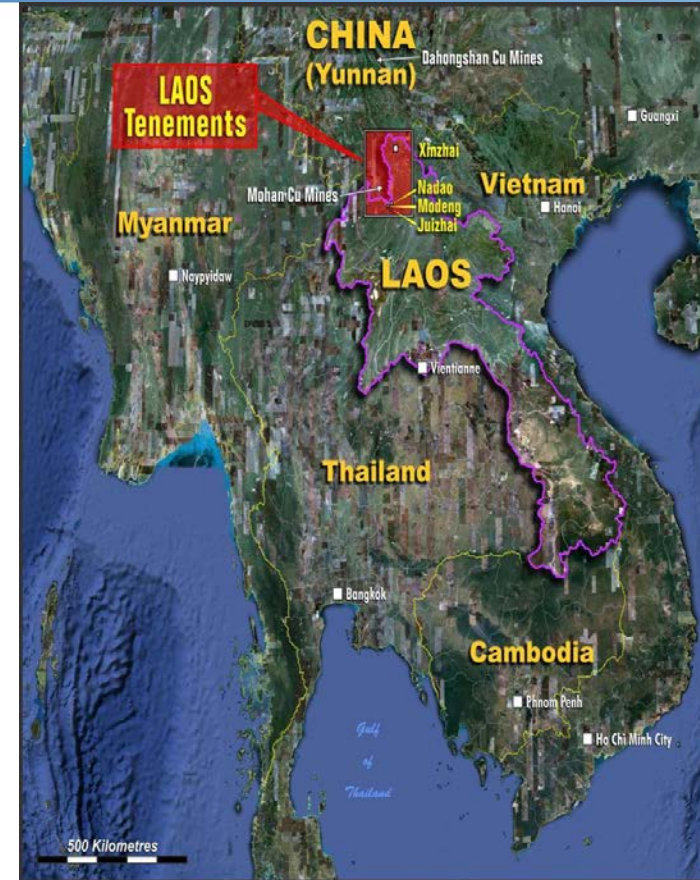 CHINA
(Yunnan)
Dahongshan Cu Mines
LAOS
Tenements
Guangxi
Xinzhai
Mohan Cu Mines
Nadao
Modeng
Juizhai
Vietnam
Hanoi
Myanmar
Naypyidaw
LAOS
Vientianne
Thailand
Bangkok
Cambodia
Phnom Penh
Ho Chi Minh City
Gulf
of
Thailand
500 Kilometres